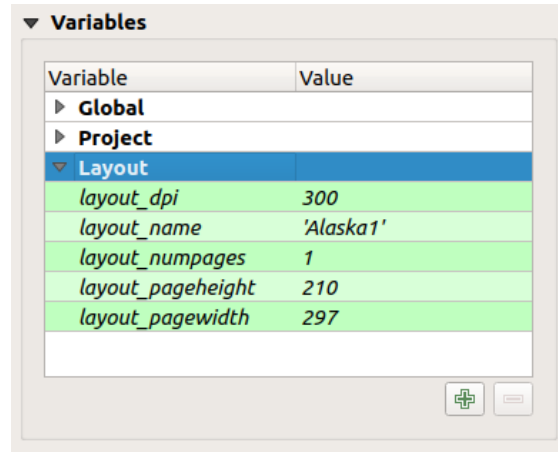 Variables
Variable Value
Global
Project
Layout
layout_dpi 300
layout_name 'Alaska1'
layout_numpages 1
layout_pageheight 210
layout_pagewidth 297